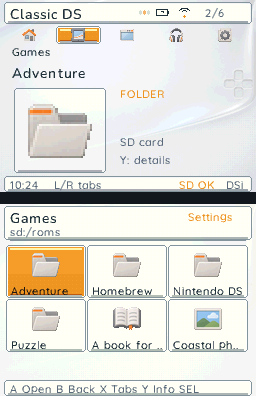 Classic DS 2/6
Games
Adventure
FOLDER
SD card
Y: details
10:24 L/R tabs SD OK DSi
Games Settings
sd:/roms
Adventure Homebrew Nintendo DS
Puzzle A book for .. Coastal ph..
A Open B Back X Tabs Y Info SEL